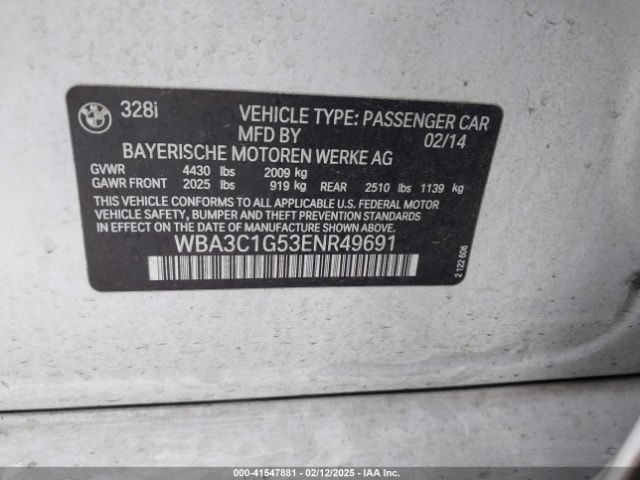 328i
VEHICLE TYPE: PASSENGER CAR
MFD BY 02/14
BAYERISCHE MOTOREN WERKE AG
GVWR 4430 lbs 2009 kg
GAWR FRONT 2025 lbs 919 kg REAR 2510 lbs 1139 kg
THIS VEHICLE CONFORMS TO ALL APPLICABLE U.S. FEDERAL MOTOR
VEHICLE SAFETY, BUMPER AND THEFT PREVENTION STANDARDS
IN EFFECT ON THE DATE OF MANUFACTURE SHOWN ABOVE.
WBA3C1G53ENR49691
2 122 606
000-41547881 - 02/12/2025 - IAA Inc.